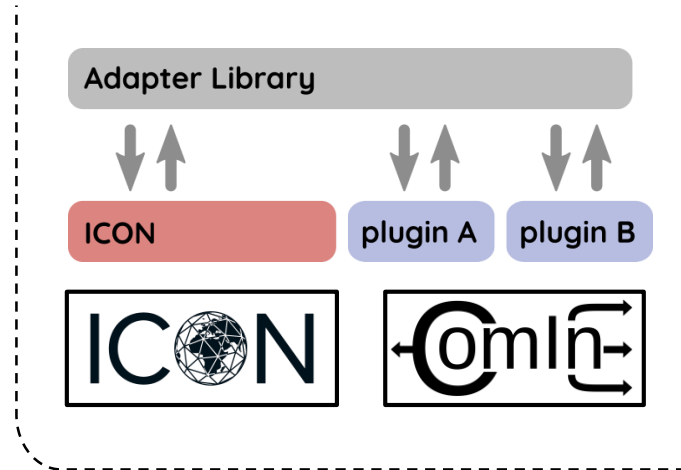 Adapter Library
ICON
plugin A
plugin B
ICON
ComIn